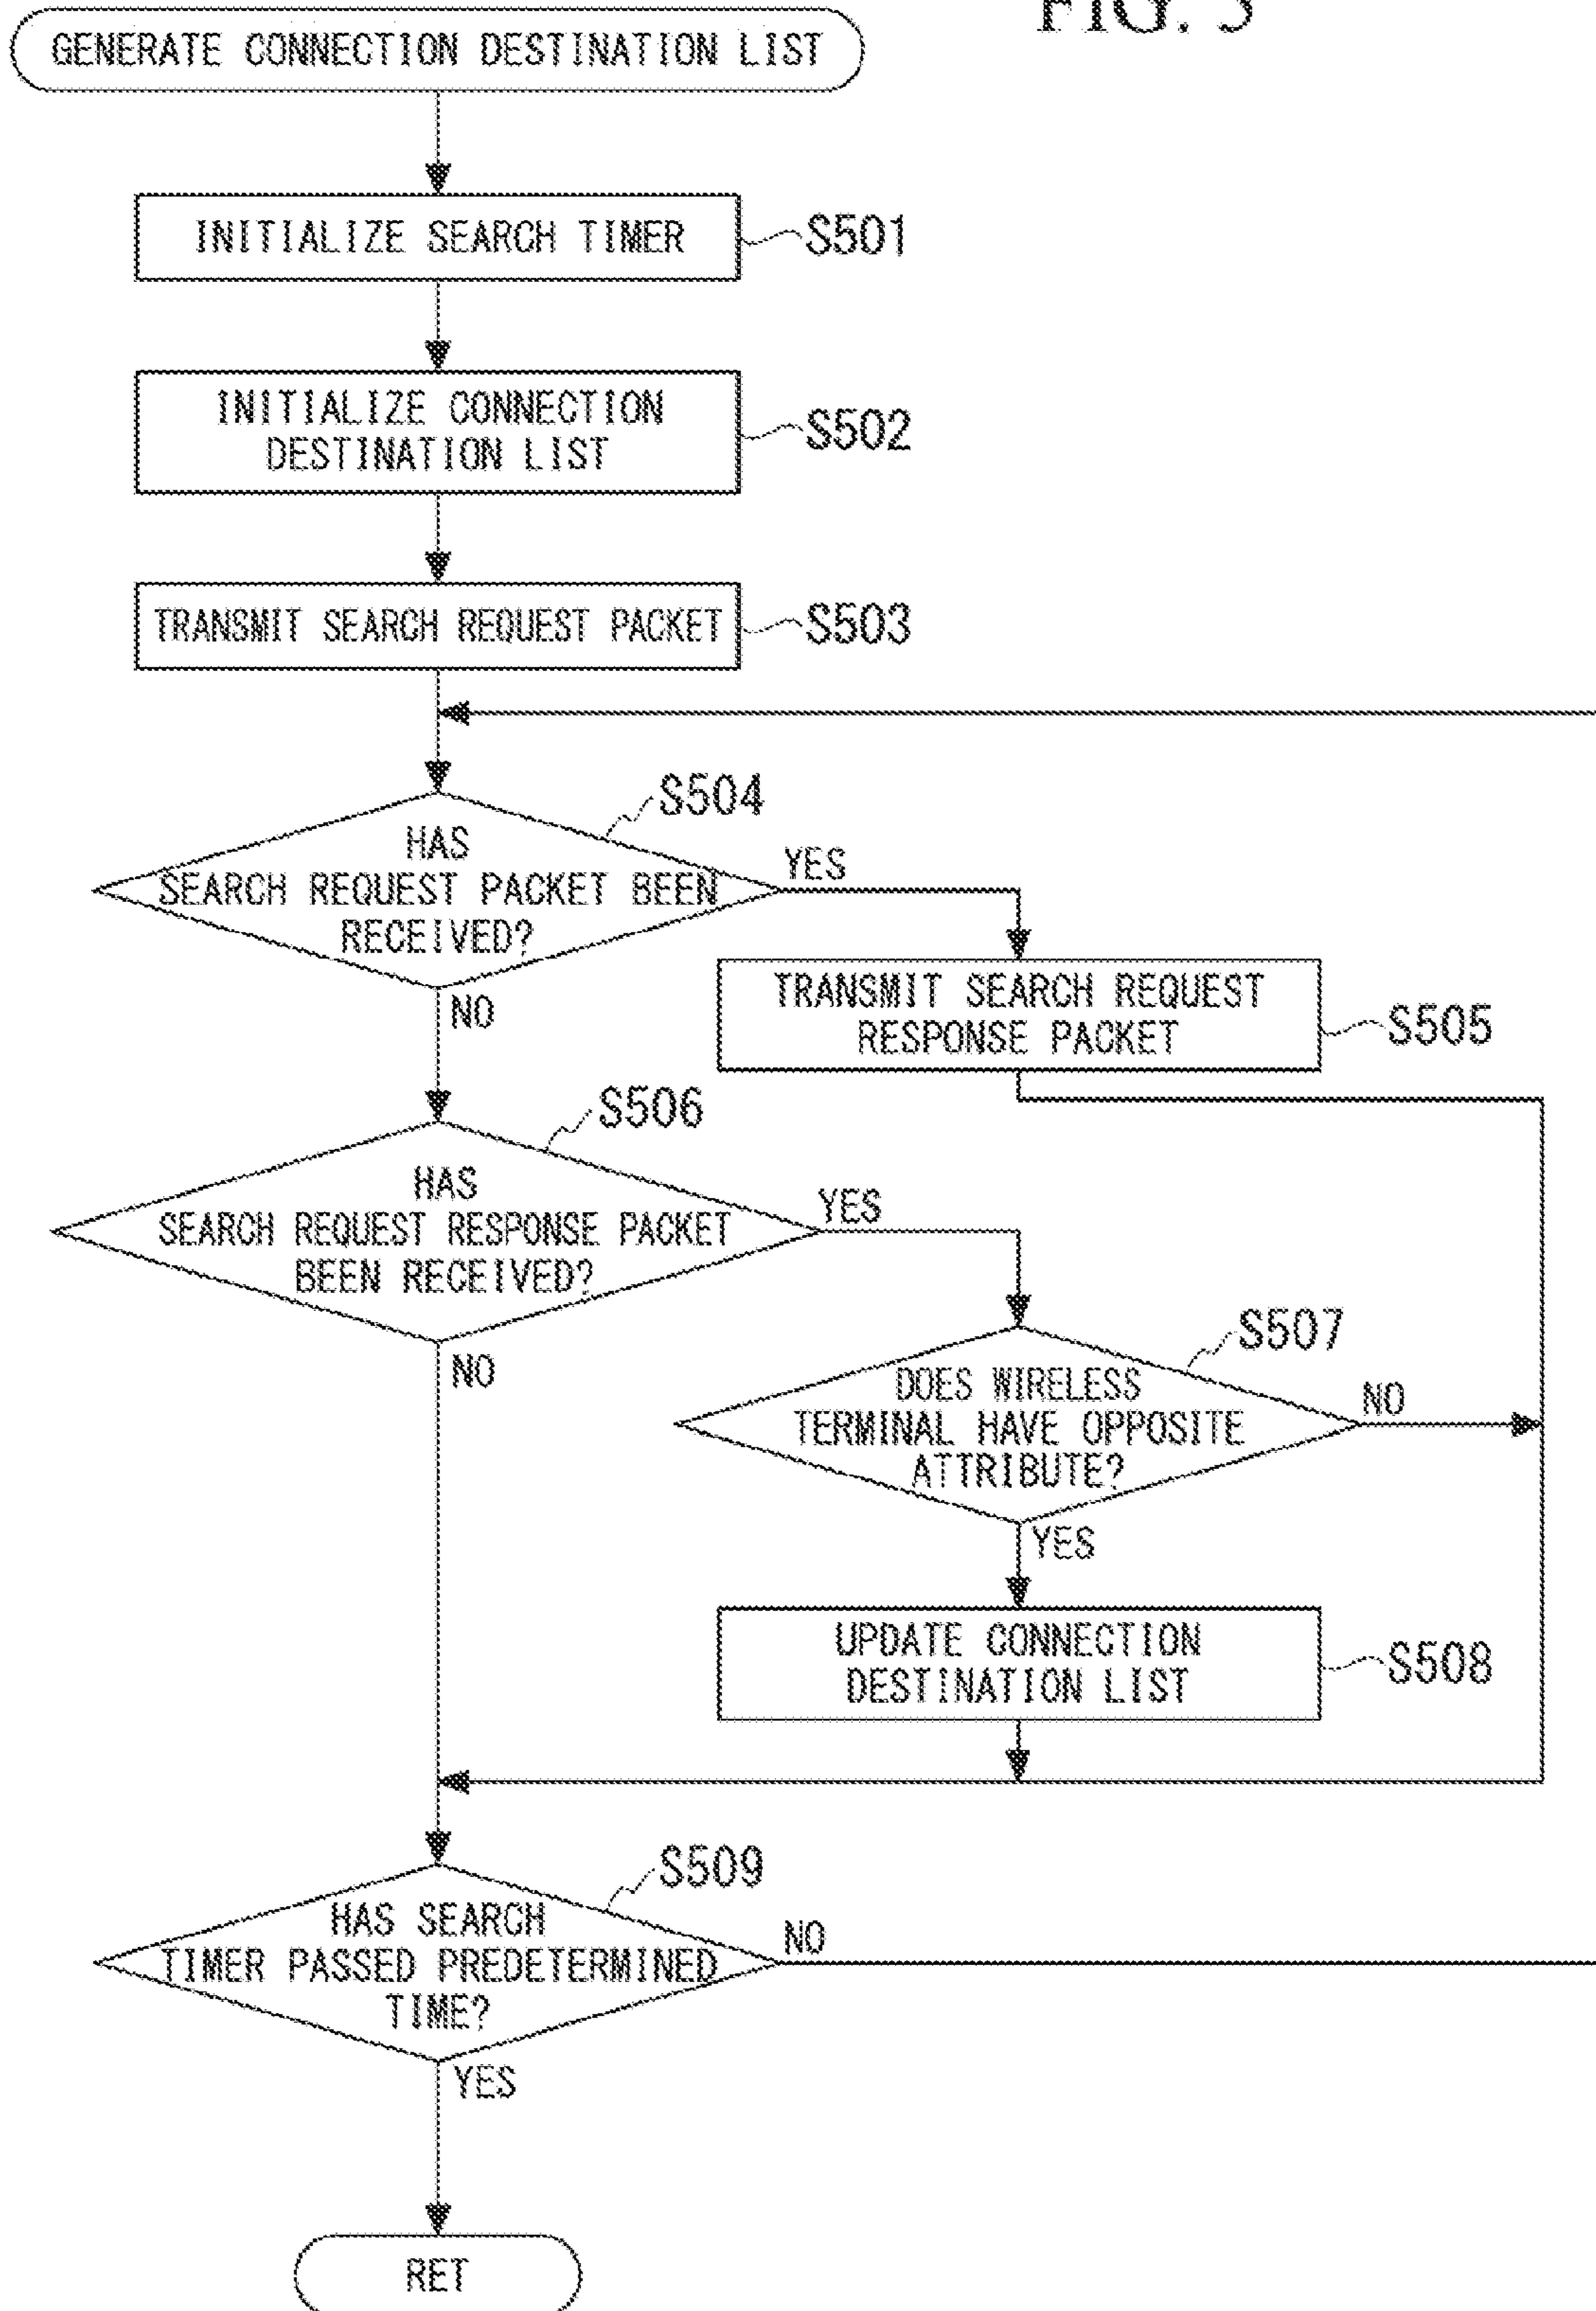 FIG. 5
GENERATE CONNECTION DESTINATION LIST
INITIALIZE SEARCH TIMER
S501
INITIALIZE CONNECTION
DESTINATION LIST
S502
TRANSMIT SEARCH REQUEST PACKET
S503
S504
HAS
SEARCH REQUEST PACKET BEEN
RECEIVED?
YES
NO
TRANSMIT SEARCH REQUEST
RESPONSE PACKET
S505
S506
HAS
SEARCH REQUEST RESPONSE PACKET
BEEN RECEIVED?
YES
NO
S507
DOES WIRELESS
TERMINAL HAVE OPPOSITE
ATTRIBUTE?
NO
YES
UPDATE CONNECTION
DESTINATION LIST
S508
S509
HAS SEARCH
TIMER PASSED PREDETERMINED
TIME?
NO
YES
RET